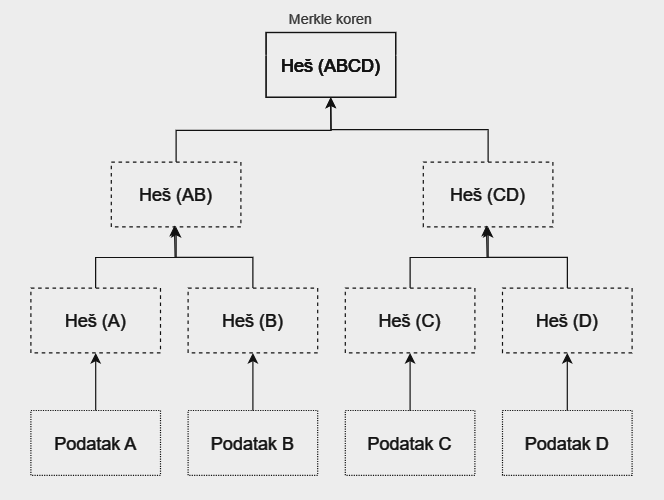 Merkle koren
Heš (ABCD)
Heš (AB)
Heš (CD)
Heš (A)
Heš (B)
Heš (C)
Heš (D)
Podatak A
Podatak B
Podatak C
Podatak D